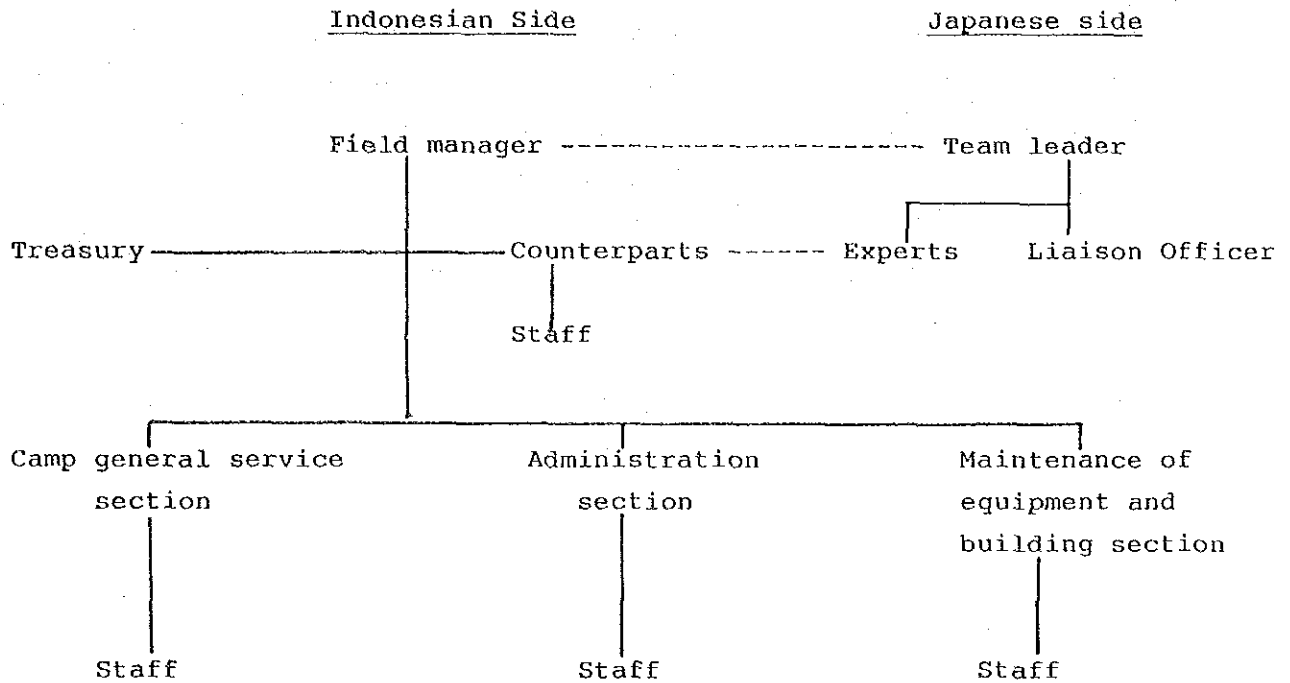 Indonesian Side Japanese side
Field manager Team leader
Treasury Counterparts Experts Liaison Officer
Staff
Camp general service Administration Maintenance of
section section equipment and
building section
Staff Staff Staff